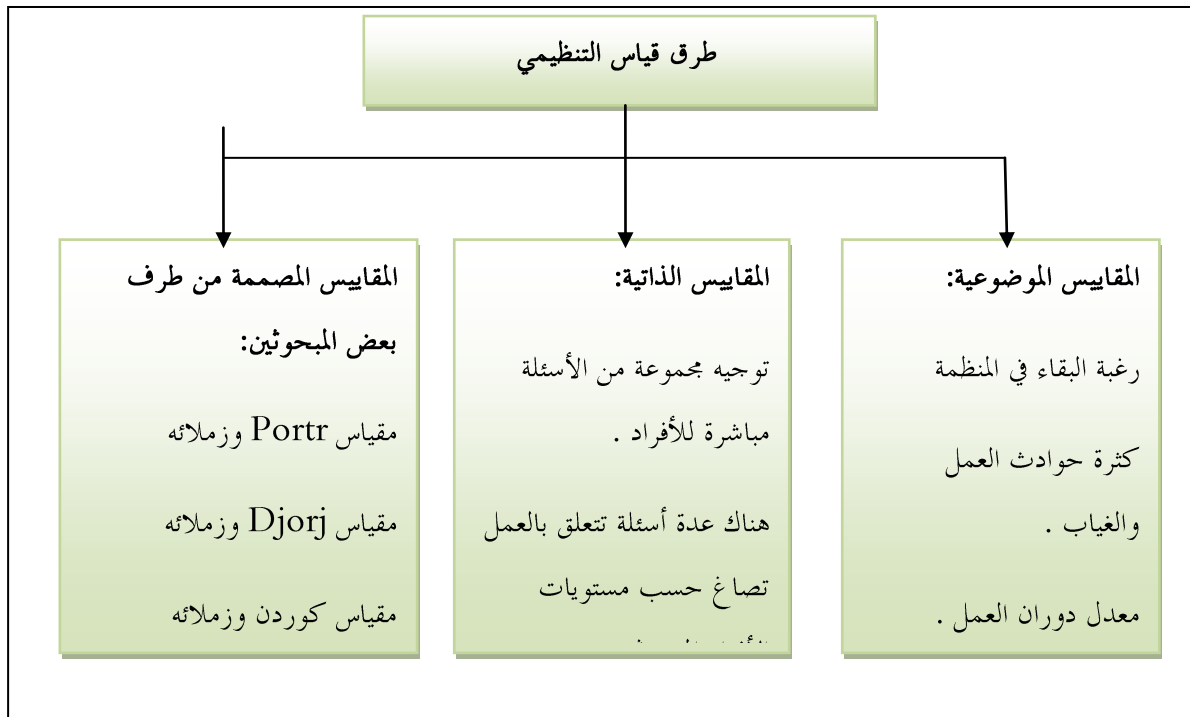 طرق قياس التنظيمي
المقاييس الموضوعية:
رغبة البقاء في المنظمة
كثرة حوادث العمل
والغياب .
معدل دوران العمل .
المقاييس الذاتية:
توجيه مجموعة من الأسئلة
مباشرة للأفراد .
هناك عدة أسئلة تتعلق بالعمل
تصاغ حسب مستويات
المقاييس المصممة من طرف
بعض المبحوثين:
مقياس Portr وزملائه
مقياس Djorj وزملائه
مقياس كوردن وزملائه